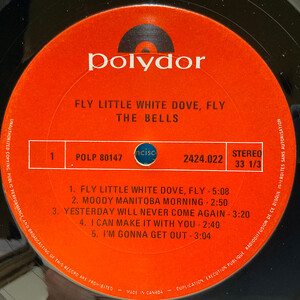 polydor
FLY LITTLE WHITE DOVE, FLY
THE BELLS
1 POLP 80147 2424.022 STEREO
33 1/3
1. FLY LITTLE WHITE DOVE, FLY - 5:08
2. MOODY MANITOBA MORNING - 2:50
3. YESTERDAY WILL NEVER COME AGAIN - 3:20
4. I CAN MAKE IT WITH YOU - 2:40
5. I'M GONNA GET OUT - 3:04
MADE IN CANADA